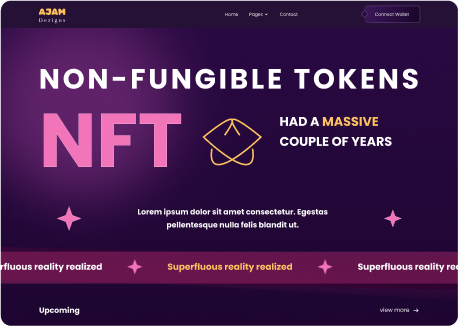 AJAM
Dezigns
Home Pages Contact
Connect Wallet
NON-FUNGIBLE TOKENS
NFT
HAD A MASSIVE
COUPLE OF YEARS
Lorem ipsum dolor sit amet consectetur. Egestas
pellentesque nulla felis blandit ut.
rfluous reality realized Superfluous reality realized Superfluous reality rea
Upcoming
view more